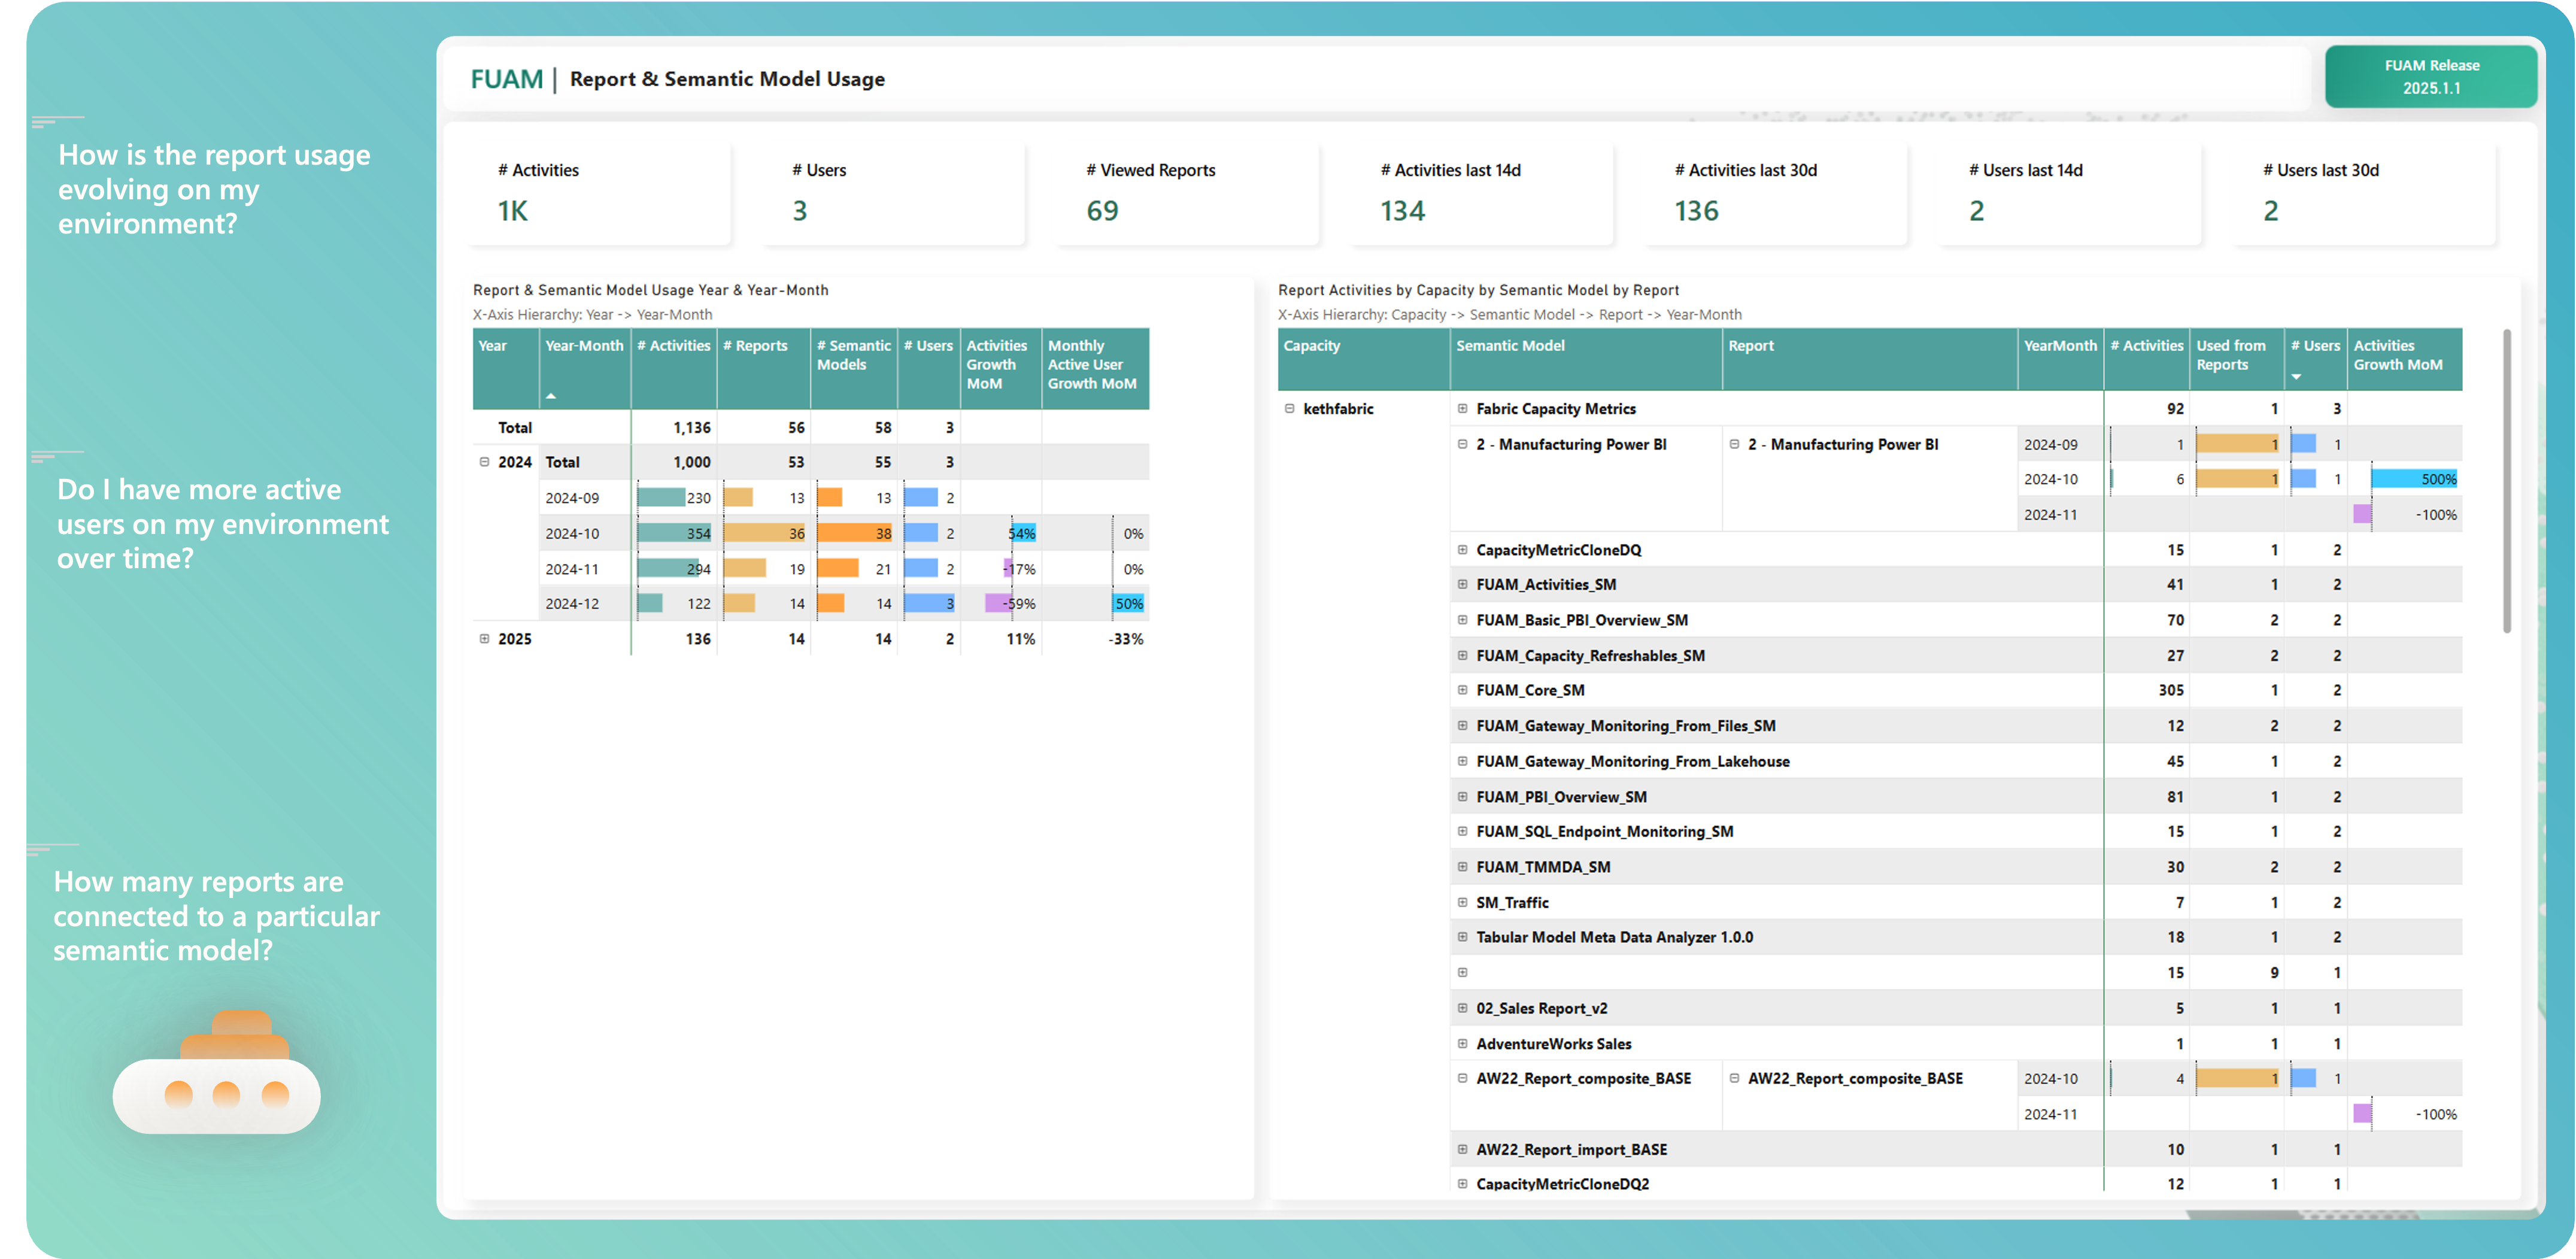 How is the report usage
evolving on my
environment?
Do I have more active
users on my environment
over time?
How many reports are
connected to a particular
semantic model?
FUAM | Report & Semantic Model Usage
FUAM Release
2025.1.1
# Activities
1K
# Users
3
# Viewed Reports
69
# Activities last 14d
134
# Activities last 30d
136
# Users last 14d
2
# Users last 30d
2
Report & Semantic Model Usage Year & Year-Month
X-Axis Hierarchy: Year -> Year-Month
Year Year-Month # Activities # Reports # Semantic Models # Users Activities Growth MoM Monthly Active User Growth MoM
Total 1,136 56 58 3
2024 Total 1,000 53 55 3
2024-09 230 13 13 2
2024-10 354 36 38 2 54% 0%
2024-11 294 19 21 2 -17% 0%
2024-12 122 14 14 3 -59% 50%
2025 136 14 14 2 11% -33%
Report Activities by Capacity by Semantic Model by Report
X-Axis Hierarchy: Capacity -> Semantic Model -> Report -> Year-Month
Capacity Semantic Model Report YearMonth # Activities Used from Reports # Users Activities Growth MoM
kethfabric Fabric Capacity Metrics 92 1 3
2 - Manufacturing Power BI 2 - Manufacturing Power BI 2024-09 1 1 1
2024-10 6 1 1 500%
2024-11 -100%
CapacityMetricCloneDQ 15 1 2
FUAM_Activities_SM 41 1 2
FUAM_Basic_PBI_Overview_SM 70 2 2
FUAM_Capacity_Refreshables_SM 27 2 2
FUAM_Core_SM 305 1 2
FUAM_Gateway_Monitoring_From_Files_SM 12 2 2
FUAM_Gateway_Monitoring_From_Lakehouse 45 1 2
FUAM_PBI_Overview_SM 81 1 2
FUAM_SQL_Endpoint_Monitoring_SM 15 1 2
FUAM_TMMDA_SM 30 2 2
SM_Traffic 7 1 2
Tabular Model Meta Data Analyzer 1.0.0 18 1 2
15 9 1
02_Sales Report_v2 5 1 1
AdventureWorks Sales 1 1 1
AW22_Report_composite_BASE AW22_Report_composite_BASE 2024-10 4 1 1
2024-11 -100%
AW22_Report_import_BASE 10 1 1
CapacityMetricCloneDQ2 12 1 1